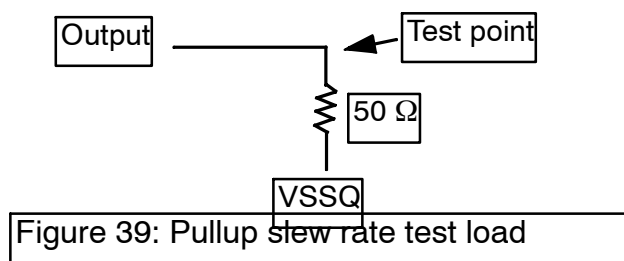 Output
Test point
50 Ω
VSSQ
Figure 39: Pullup slew rate test load